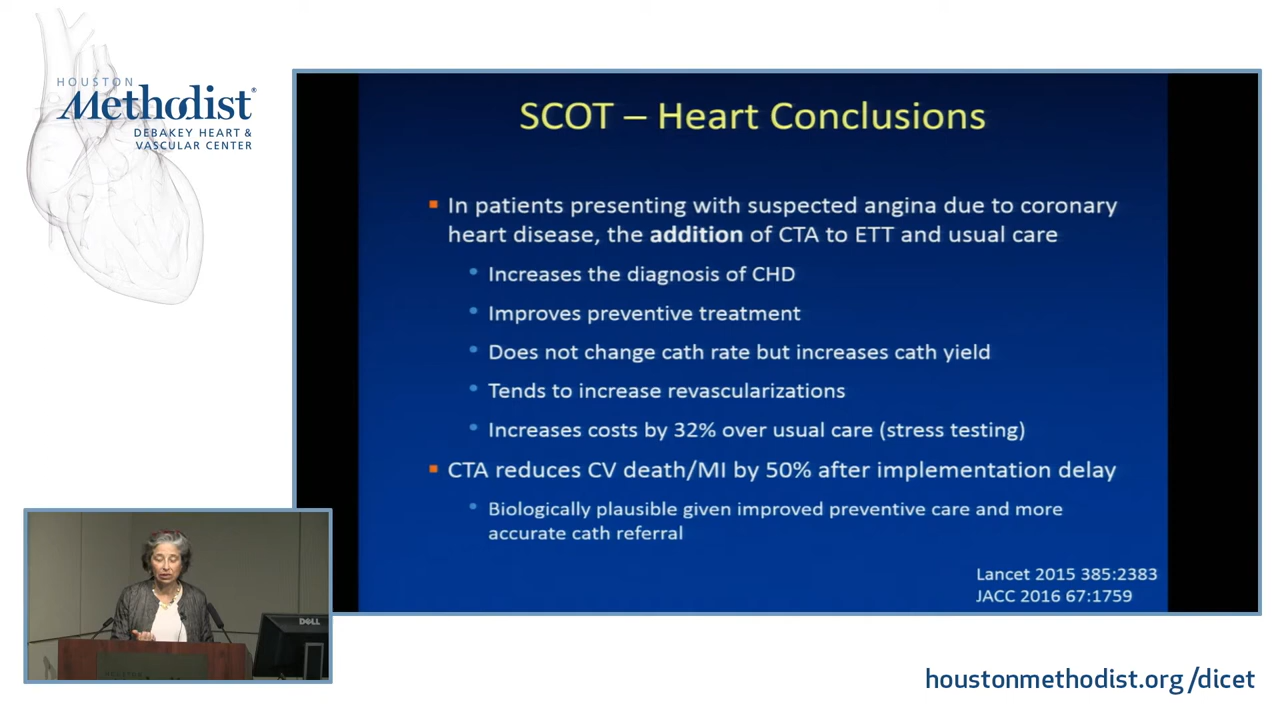 HOUSTON
Methodist®
DEBAKEY HEART &
VASCULAR CENTER
SCOT – Heart Conclusions
In patients presenting with suspected angina due to coronary
heart disease, the addition of CTA to ETT and usual care
Increases the diagnosis of CHD
Improves preventive treatment
Does not change cath rate but increases cath yield
Tends to increase revascularizations
Increases costs by 32% over usual care (stress testing)
CTA reduces CV death/MI by 50% after implementation delay
Biologically plausible given improved preventive care and more
accurate cath referral
Lancet 2015 385:2383
JACC 2016 67:1759
DELL
houstonmethodist.org/dicet